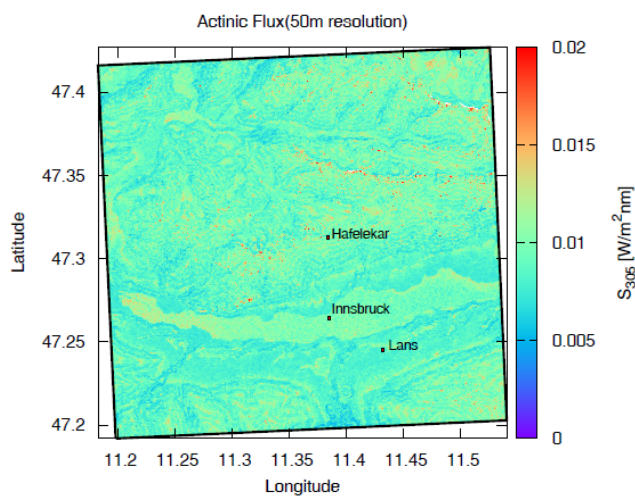 Actinic Flux(50m resolution)
0.02
47.4
0.015
47.35
Hafelekar
47.3
0.01
Innsbruck
47.25
Lans
0.005
47.2
0
11.2 11.25 11.3 11.35 11.4 11.45 11.5
Longitude
Latitude
S305 [W/m²nm]